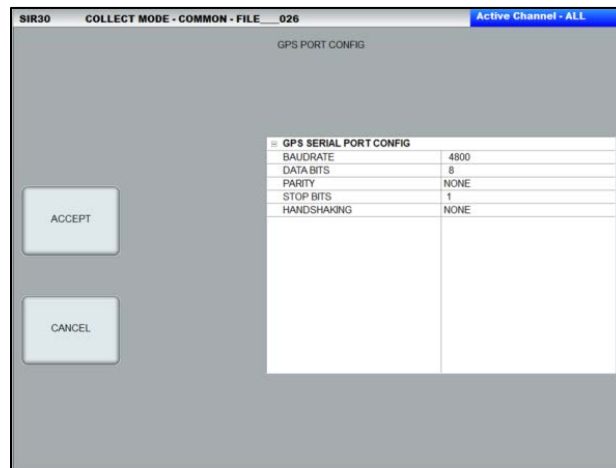 SIR30 COLLECT MODE - COMMON - FILE___026 Active Channel - ALL
GPS PORT CONFIG
GPS SERIAL PORT CONFIG
BAUDRATE 4800
DATA BITS 8
PARITY NONE
STOP BITS 1
HANDSHAKING NONE
ACCEPT
CANCEL